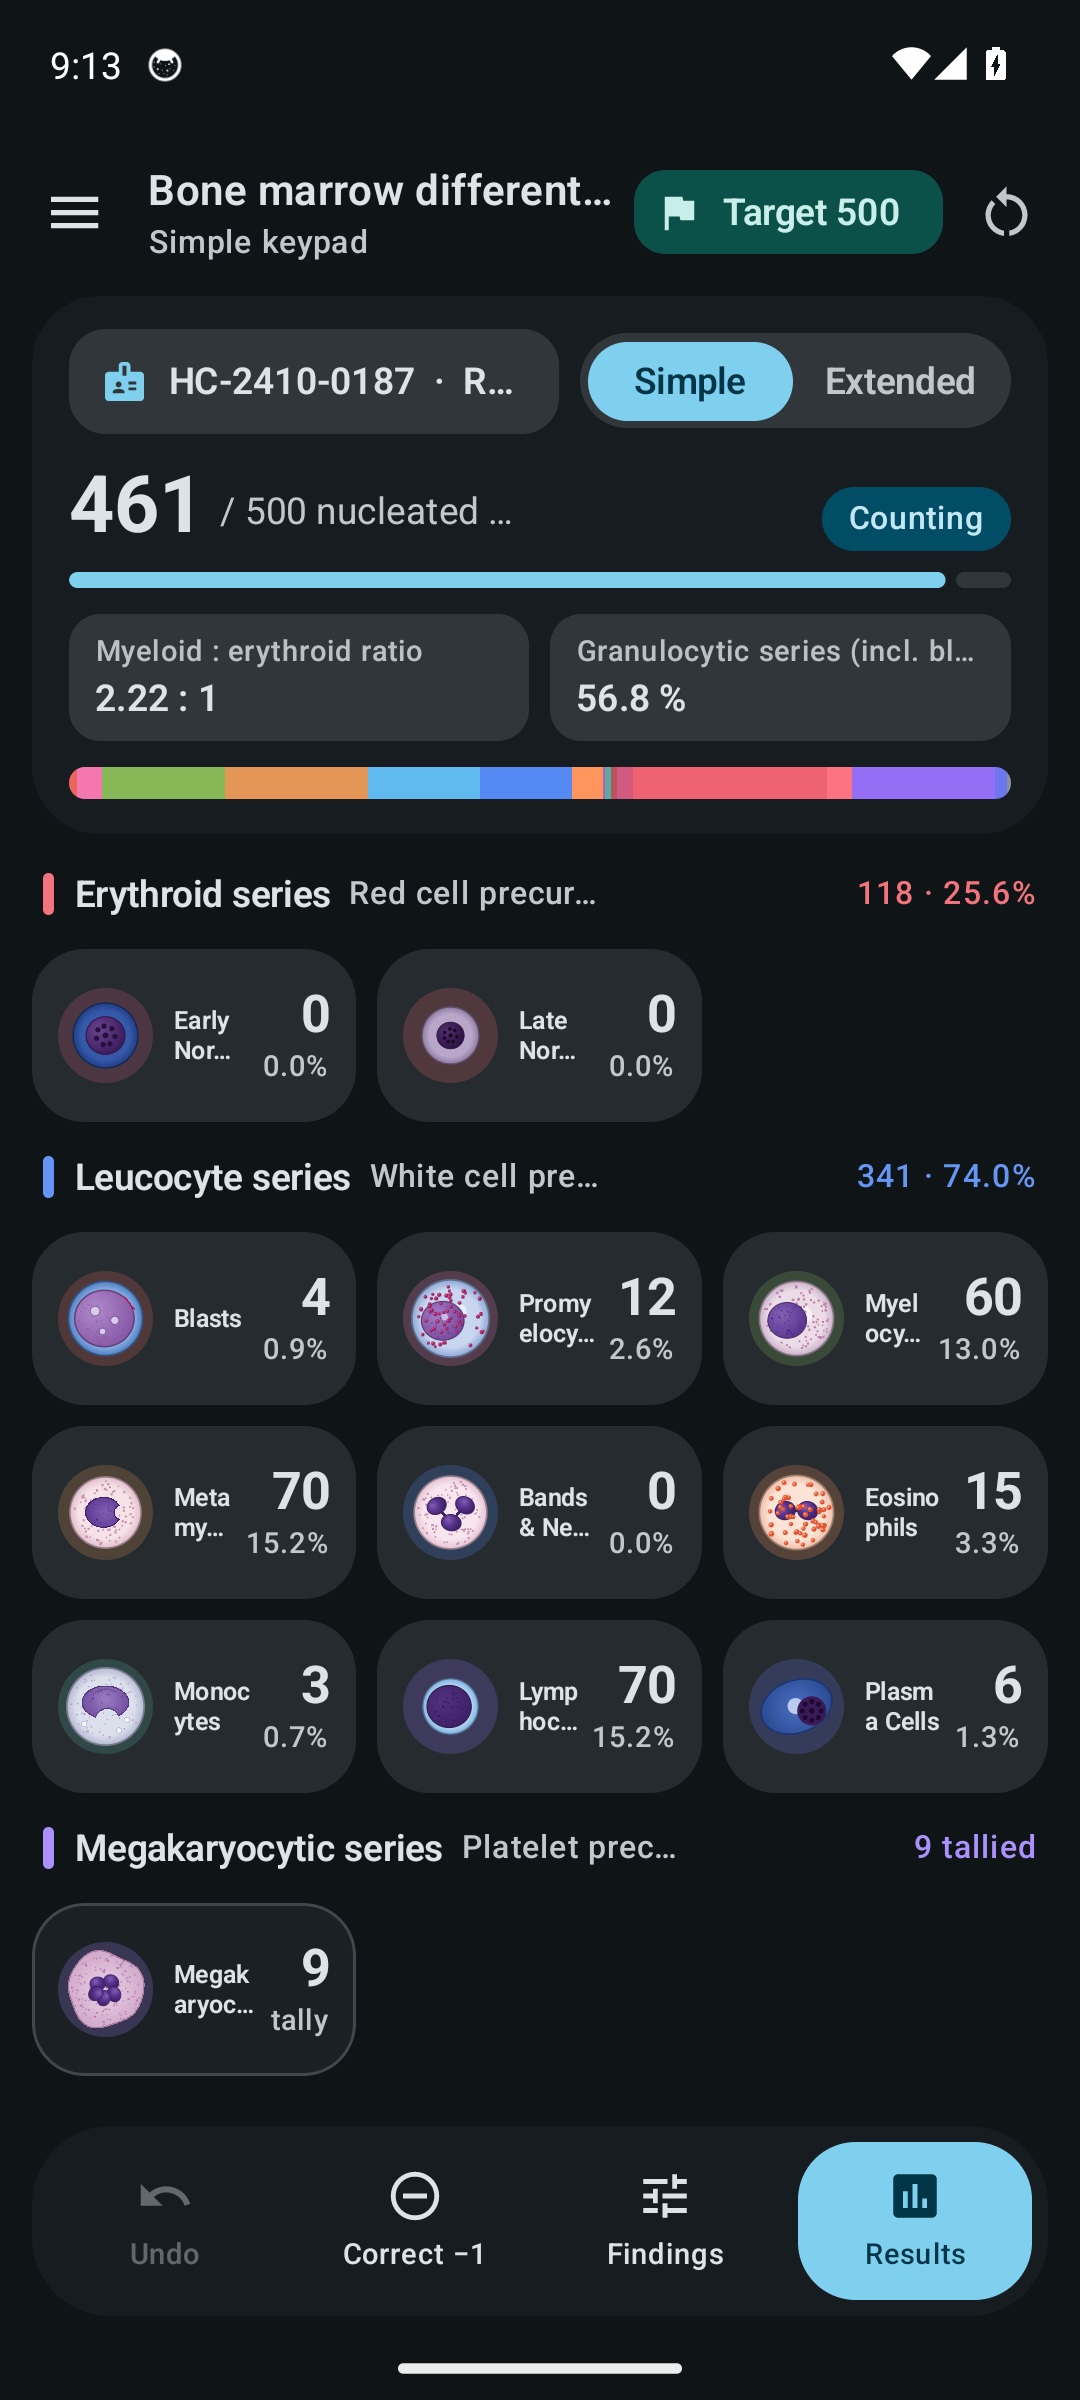 9:13
Bone marrow different...
Simple keypad
Target 500
HC-2410-0187 · R...
Simple
Extended
461 / 500 nucleated ...
Counting
Myeloid : erythroid ratio
2.22 : 1
Granulocytic series (incl. bl...
56.8 %
Erythroid series Red cell precur...
118 · 25.6%
Early
Nor...
0
0.0%
Late
Nor...
0
0.0%
Leucocyte series White cell pre...
341 · 74.0%
Blasts
4
0.9%
Promy
elocy...
12
2.6%
Myel
ocy...
60
13.0%
Meta
my...
70
15.2%
Bands
& Ne...
0
0.0%
Eosino
phils
15
3.3%
Monoc
ytes
3
0.7%
Lymp
hoc...
70
15.2%
Plasm
a Cells
6
1.3%
Megakaryocytic series Platelet prec...
9 tallied
Megak
aryoc...
9
tally
Undo
Correct −1
Findings
Results